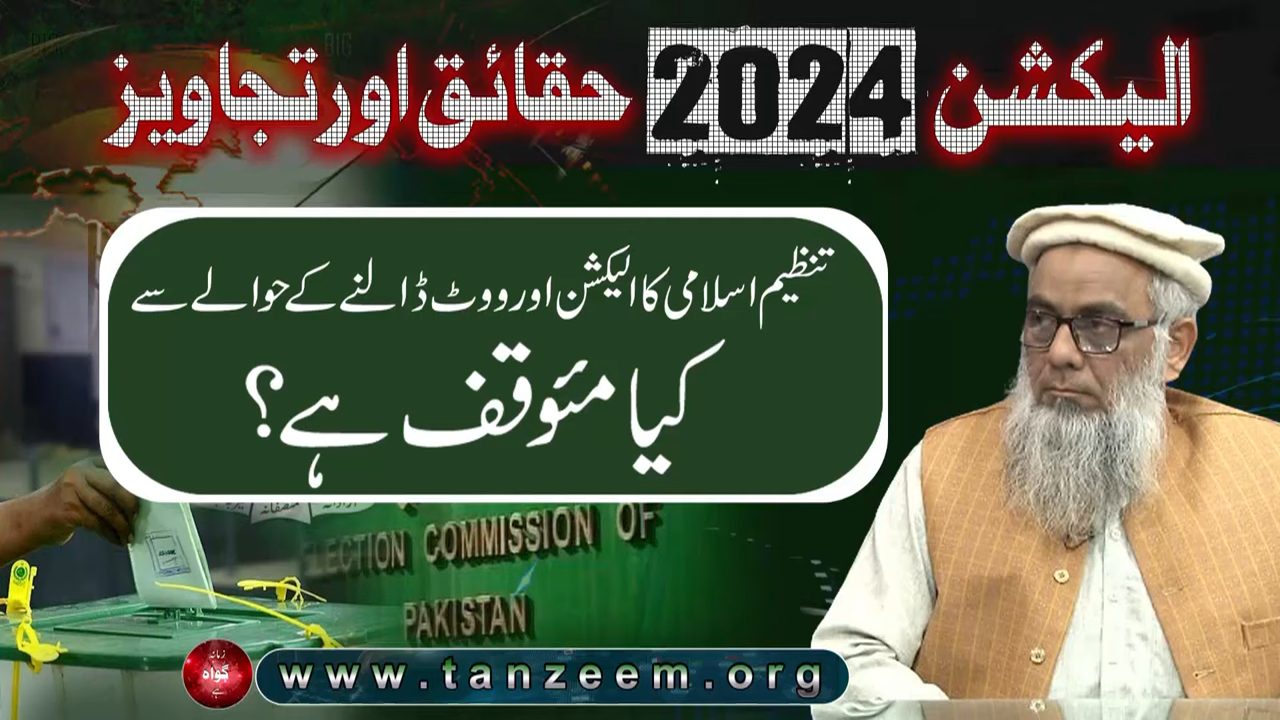 الیکشن 2024 حقائق اور تجاویز
تنظیم اسلامی کا الیکشن اور ووٹ ڈالنے کے حوالے سے
کیا مئوقف ہے؟
منصفانہ
ELECTION COMMISSION OF
PAKISTAN
زمانہ
گواہ
ہے
www.tanzeem.org